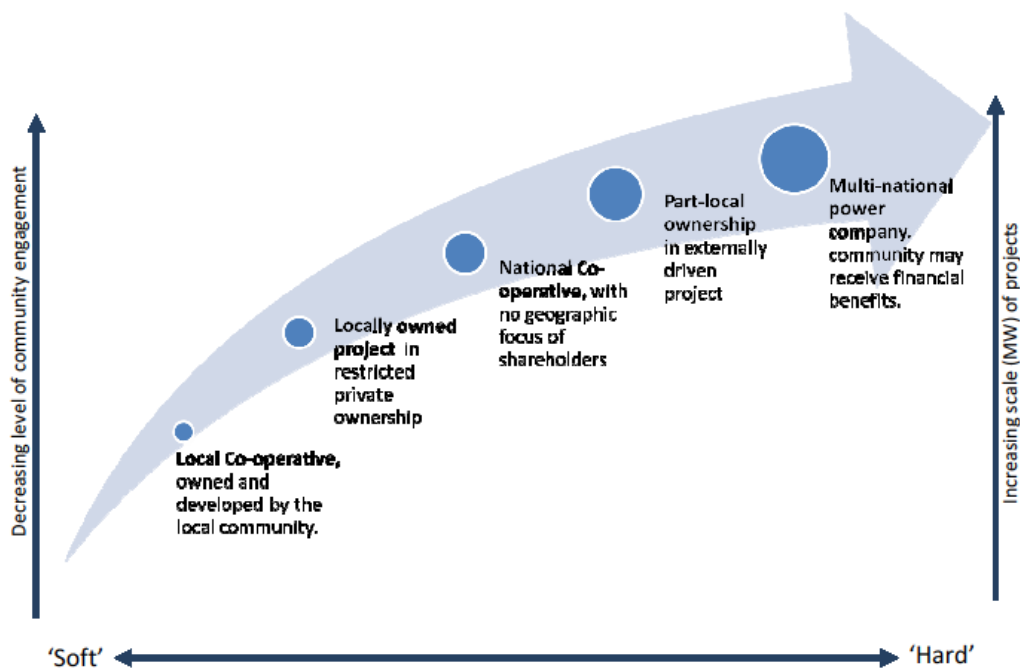 Decreasing level of community engagement
Local Co-operative,
owned and
developed by the
local community.
Locally owned
project in
restricted
private
ownership
National Co-
operative, with
no geographic
focus of
shareholders
Part-local
ownership
in externally
driven
project
Multi-national
power
company.
community may
receive financial
benefits.
Increasing scale (MW) of projects
'Soft'
'Hard'